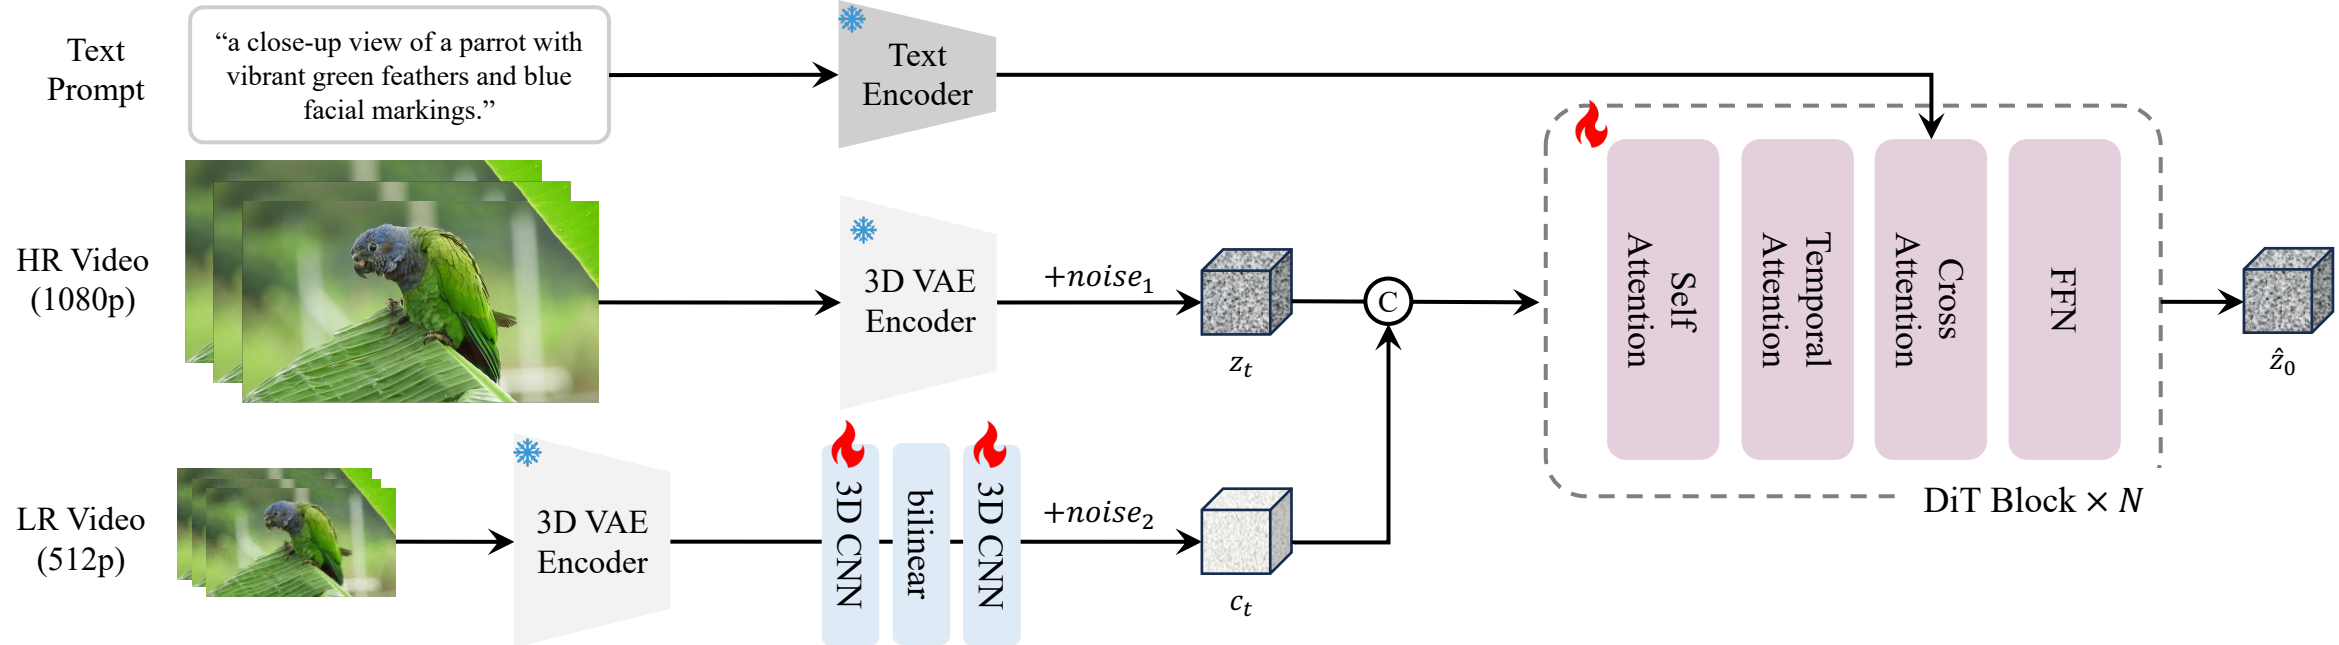 Text
Prompt
“a close-up view of a parrot with
vibrant green feathers and blue
facial markings.”
Text
Encoder
HR Video
(1080p)
3D VAE
Encoder
+noise₁
zₜ
C
Self
Attention
Temporal
Attention
Cross
Attention
FFN
DiT Block × N
ẑ₀
LR Video
(512p)
3D VAE
Encoder
3D CNN
bilinear
3D CNN
+noise₂
cₜ